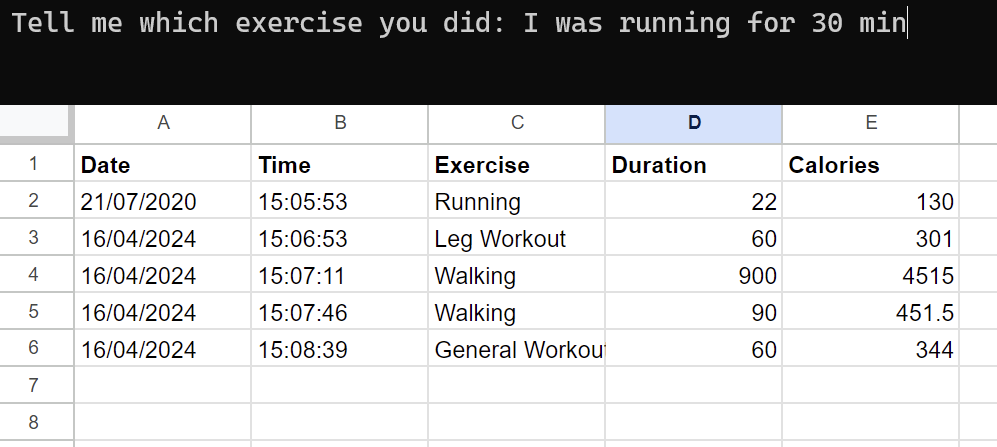 Tell me which exercise you did: I was running for 30 min
A B C D E
1 Date Time Exercise Duration Calories
2 21/07/2020 15:05:53 Running 22 130
3 16/04/2024 15:06:53 Leg Workout 60 301
4 16/04/2024 15:07:11 Walking 900 4515
5 16/04/2024 15:07:46 Walking 90 451.5
6 16/04/2024 15:08:39 General Workout 60 344
7
8